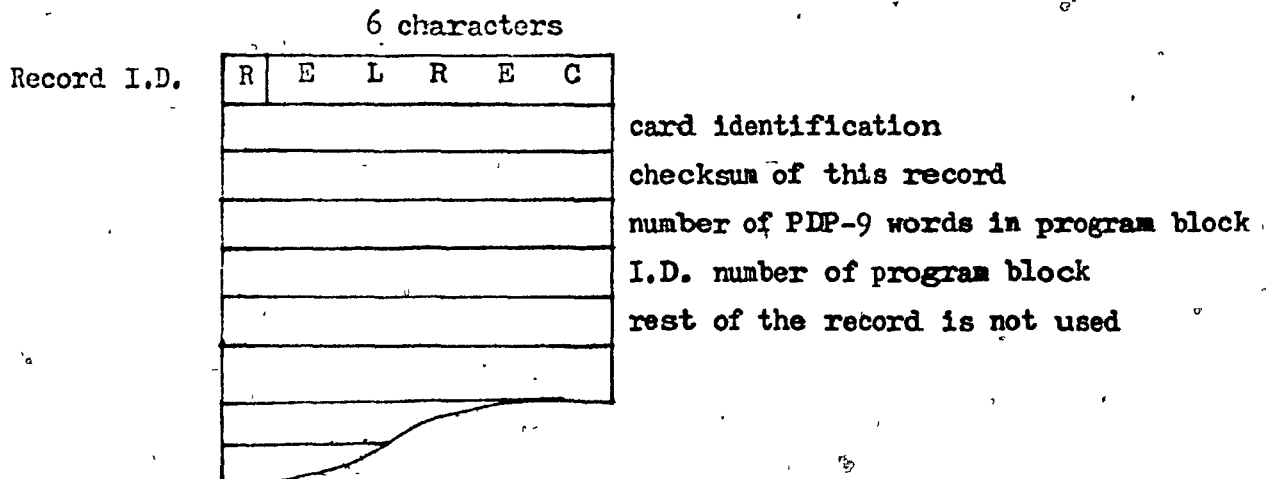 6 characters
Record I.D. R E L R E C
card identification
checksum of this record
number of PDP-9 words in program block
I.D. number of program block
rest of the record is not used